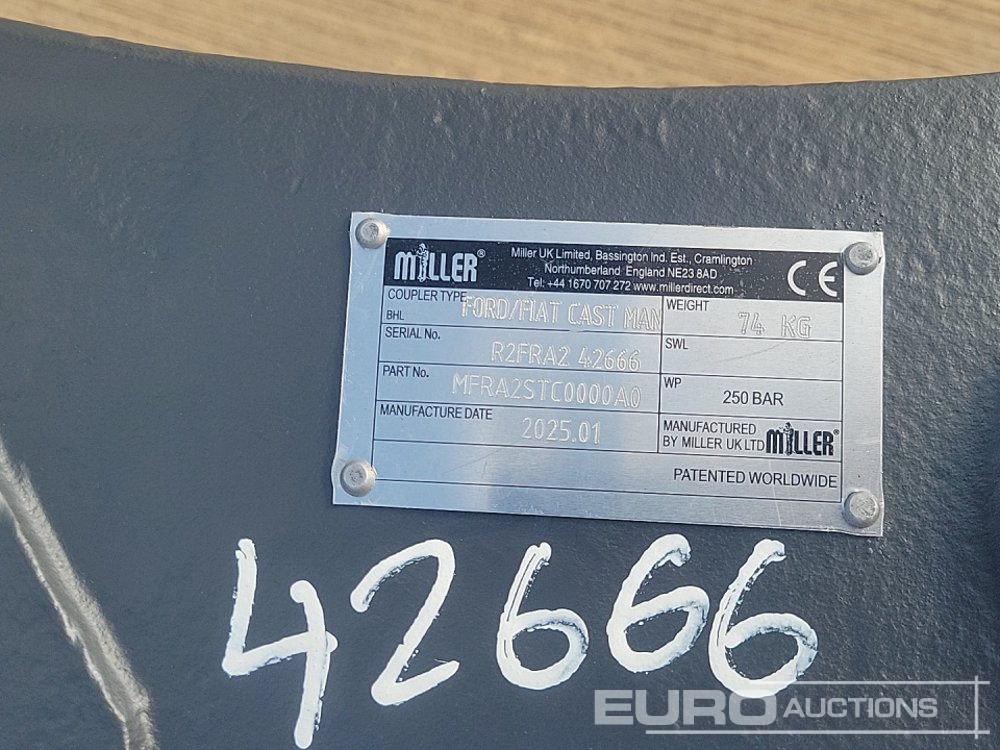 MILLER®
Miller UK Limited, Bassington Ind. Est., Cramlington
Northumberland England NE23 8AD
Tel: +44 1670 707 272 www.millerdirect.com
CE
COUPLER TYPE FORD/FIAT CAST MAN
BHL
WEIGHT 74 KG
SERIAL No. R2FRA2 42666
SWL
PART No. MFRA2STC0000A0
WP 250 BAR
MANUFACTURE DATE 2025.01
MANUFACTURED
BY MILLER UK LTD MILLER®
PATENTED WORLDWIDE
42666
EURO AUCTIONS